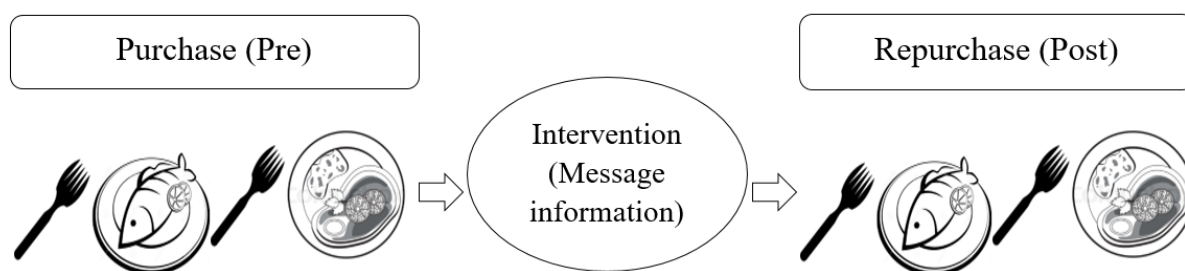 Purchase (Pre)
Repurchase (Post)
Intervention
(Message
information)